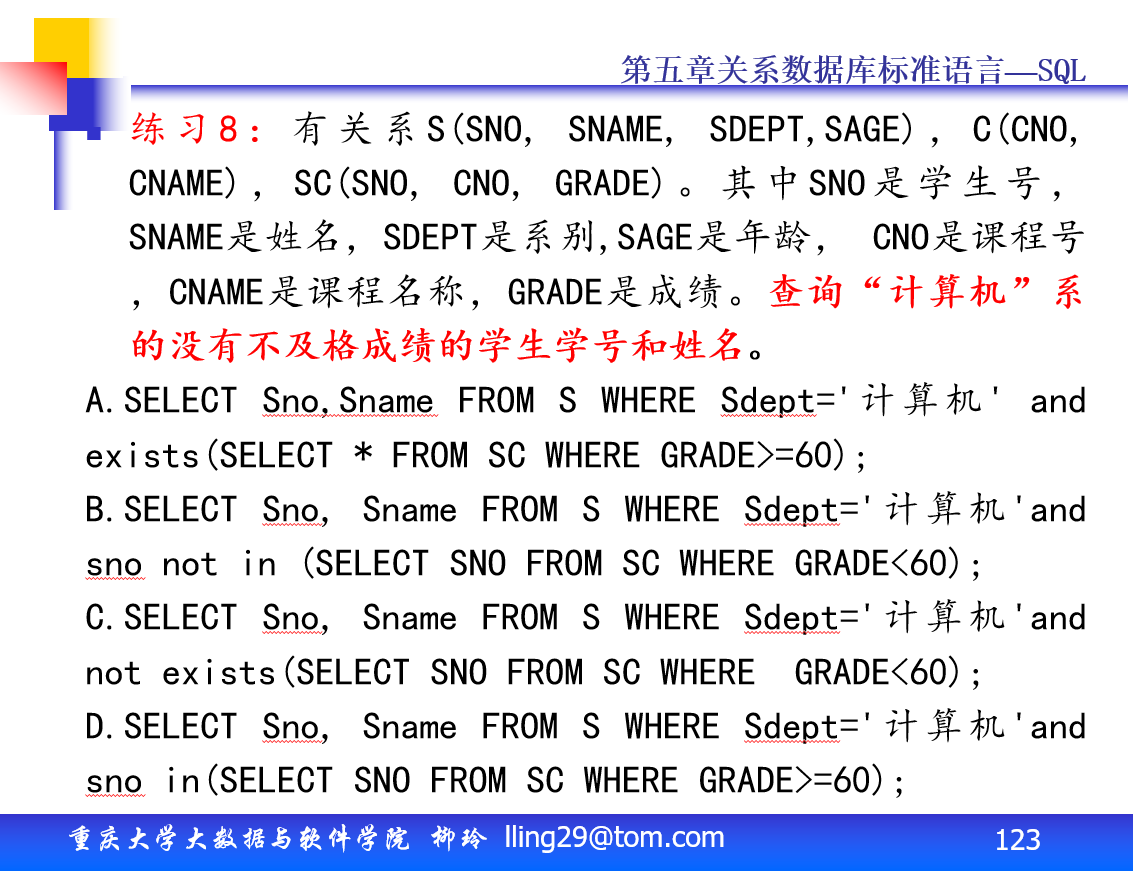 第五章关系数据库标准语言—SQL
练习8：有关系S(SNO, SNAME, SDEPT,SAGE), C(CNO,
CNAME), SC(SNO, CNO, GRADE)。其中SNO是学生号,
SNAME是姓名, SDEPT是系别,SAGE是年龄, CNO是课程号
, CNAME是课程名称, GRADE是成绩。查询“计算机”系
的没有不及格成绩的学生学号和姓名。
A.SELECT Sno,Sname FROM S WHERE Sdept='计算机' and
exists(SELECT * FROM SC WHERE GRADE>=60);
B.SELECT Sno, Sname FROM S WHERE Sdept='计算机'and
sno not in (SELECT SNO FROM SC WHERE GRADE<60);
C.SELECT Sno, Sname FROM S WHERE Sdept='计算机'and
not exists(SELECT SNO FROM SC WHERE GRADE<60);
D.SELECT Sno, Sname FROM S WHERE Sdept='计算机'and
sno in(SELECT SNO FROM SC WHERE GRADE>=60);
重庆大学大数据与软件学院 柳玲 lling29@tom.com 123